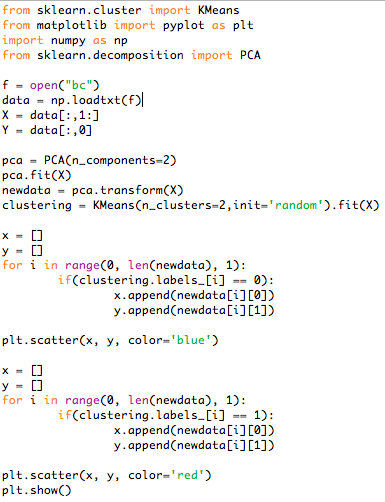 from sklearn.cluster import KMeans
from matplotlib import pyplot as plt
import numpy as np
from sklearn.decomposition import PCA

f = open("bc")
data = np.loadtxt(f)
X = data[:,1:]
Y = data[:,0]

pca = PCA(n_components=2)
pca.fit(X)
newdata = pca.transform(X)
clustering = KMeans(n_clusters=2,init='random').fit(X)

x = []
y = []
for i in range(0, len(newdata), 1):
        if(clustering.labels_[i] == 0):
                x.append(newdata[i][0])
                y.append(newdata[i][1])

plt.scatter(x, y, color='blue')

x = []
y = []
for i in range(0, len(newdata), 1):
        if(clustering.labels_[i] == 1):
                x.append(newdata[i][0])
                y.append(newdata[i][1])

plt.scatter(x, y, color='red')
plt.show()